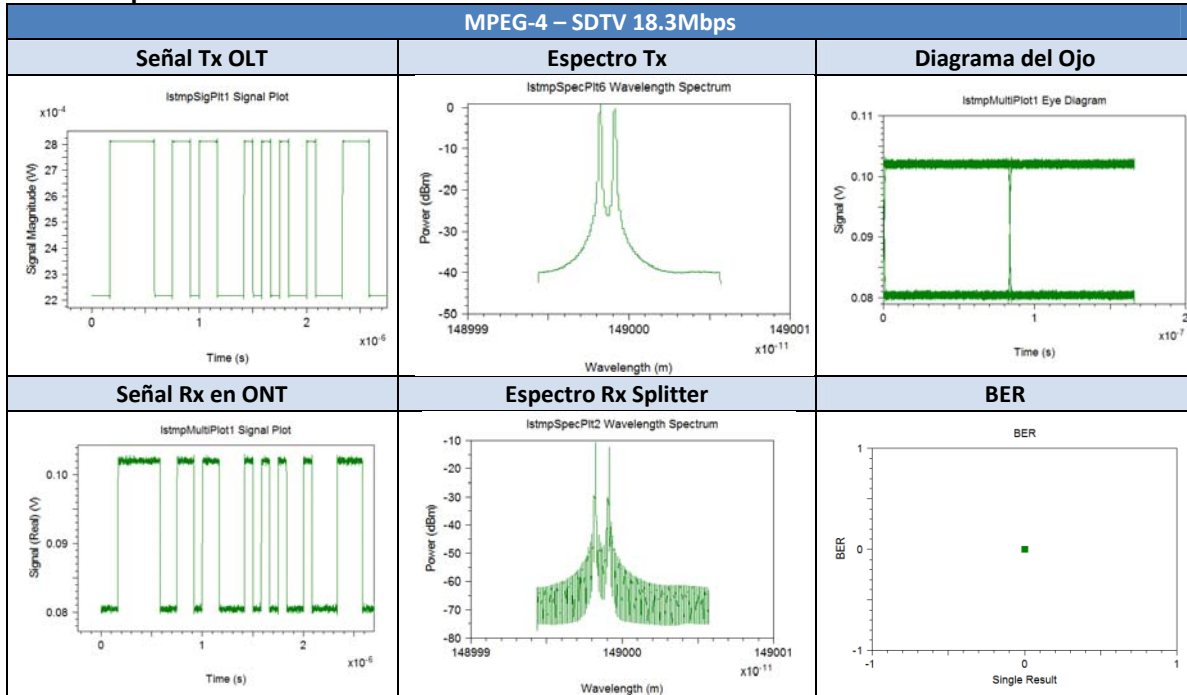 MPEG-4 – SDTV 18.3Mbps
Señal Tx OLT
Espectro Tx
Diagrama del Ojo
lstmpSigPlt1 Signal Plot
x10-4
28
27
26
25
24
23
22
Signal Magnitude (W)
0
1
2
x10-6
Time (s)
lstmpSpecPlt6 Wavelength Spectrum
0
-10
-20
-30
-40
-50
Power (dBm)
148999
149000
149001
x10-11
Wavelength (m)
lstmpMultiPlot1 Eye Diagram
0.11
0.10
0.09
0.08
Signal (V)
0
1
2
x10-7
Time (s)
Señal Rx en ONT
Espectro Rx Splitter
BER
lstmpMultiPlot1 Signal Plot
0.10
0.09
0.08
Signal (Real) (V)
0
1
2
x10-6
Time (s)
lstmpSpecPlt2 Wavelength Spectrum
-10
-20
-30
-40
-50
-60
-70
-80
Power (dBm)
148999
149000
149001
x10-11
Wavelength (m)
BER
1
0
-1
BER
-1
0
1
Single Result